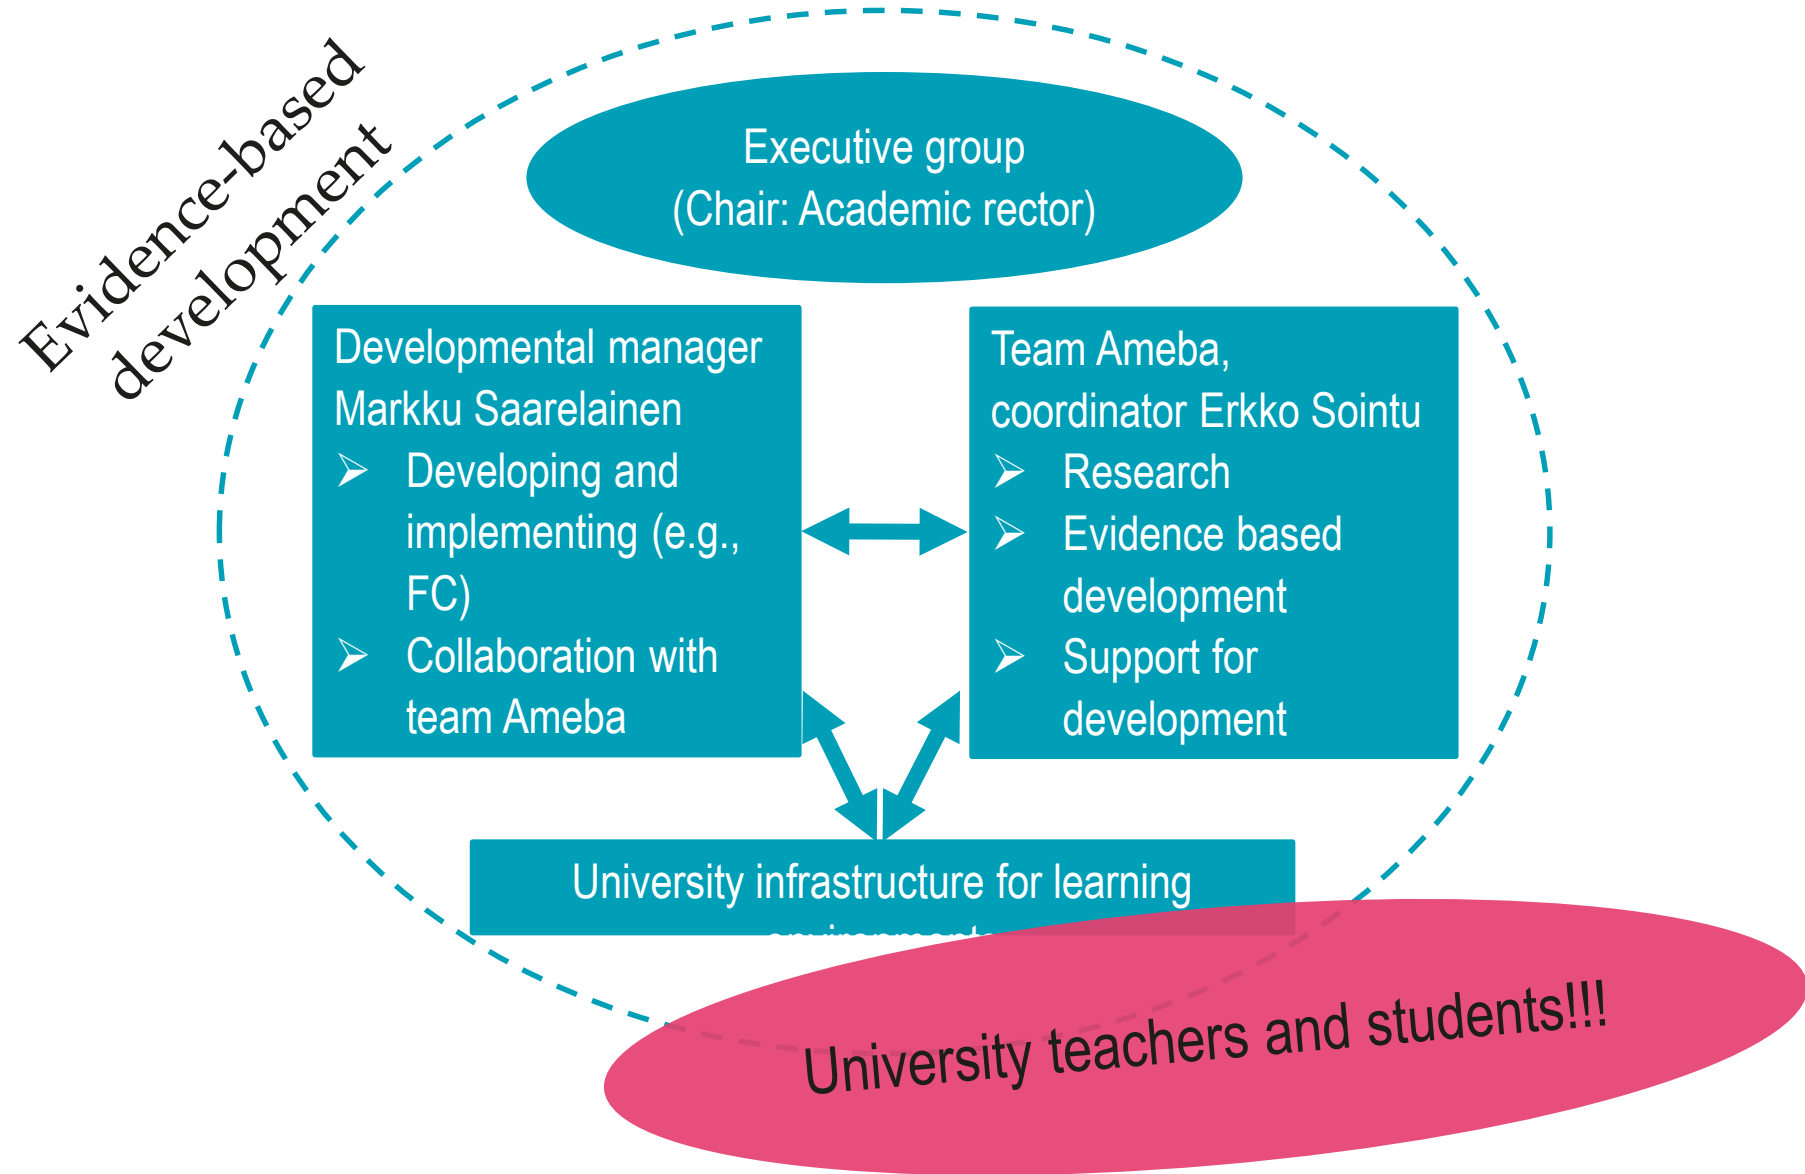 Evidence-based
development
Executive group
(Chair: Academic rector)
Developmental manager
Markku Saarelainen
➢ Developing and
implementing (e.g.,
FC)
➢ Collaboration with
team Ameba
Team Ameba,
coordinator Erkko Sointu
➢ Research
➢ Evidence based
development
➢ Support for
development
University infrastructure for learning
University teachers and students!!!